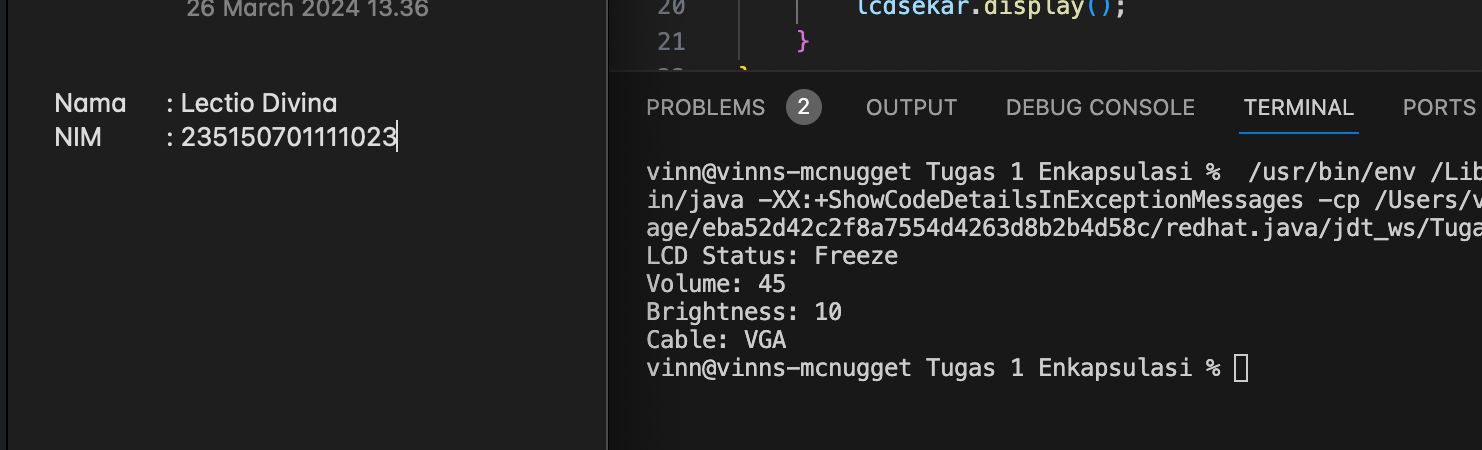 26 March 2024 13.36
Nama : Lectio Divina
NIM : 235150701111023
20 lcdsekar.display();
21 }
}
PROBLEMS 2 OUTPUT DEBUG CONSOLE TERMINAL PORTS
vinn@vinns-mcnugget Tugas 1 Enkapsulasi % /usr/bin/env /Lib
in/java -XX:+ShowCodeDetailsInExceptionMessages -cp /Users/v
age/eba52d42c2f8a7554d4263d8b2b4d58c/redhat.java/jdt_ws/Tuga
LCD Status: Freeze
Volume: 45
Brightness: 10
Cable: VGA
vinn@vinns-mcnugget Tugas 1 Enkapsulasi %